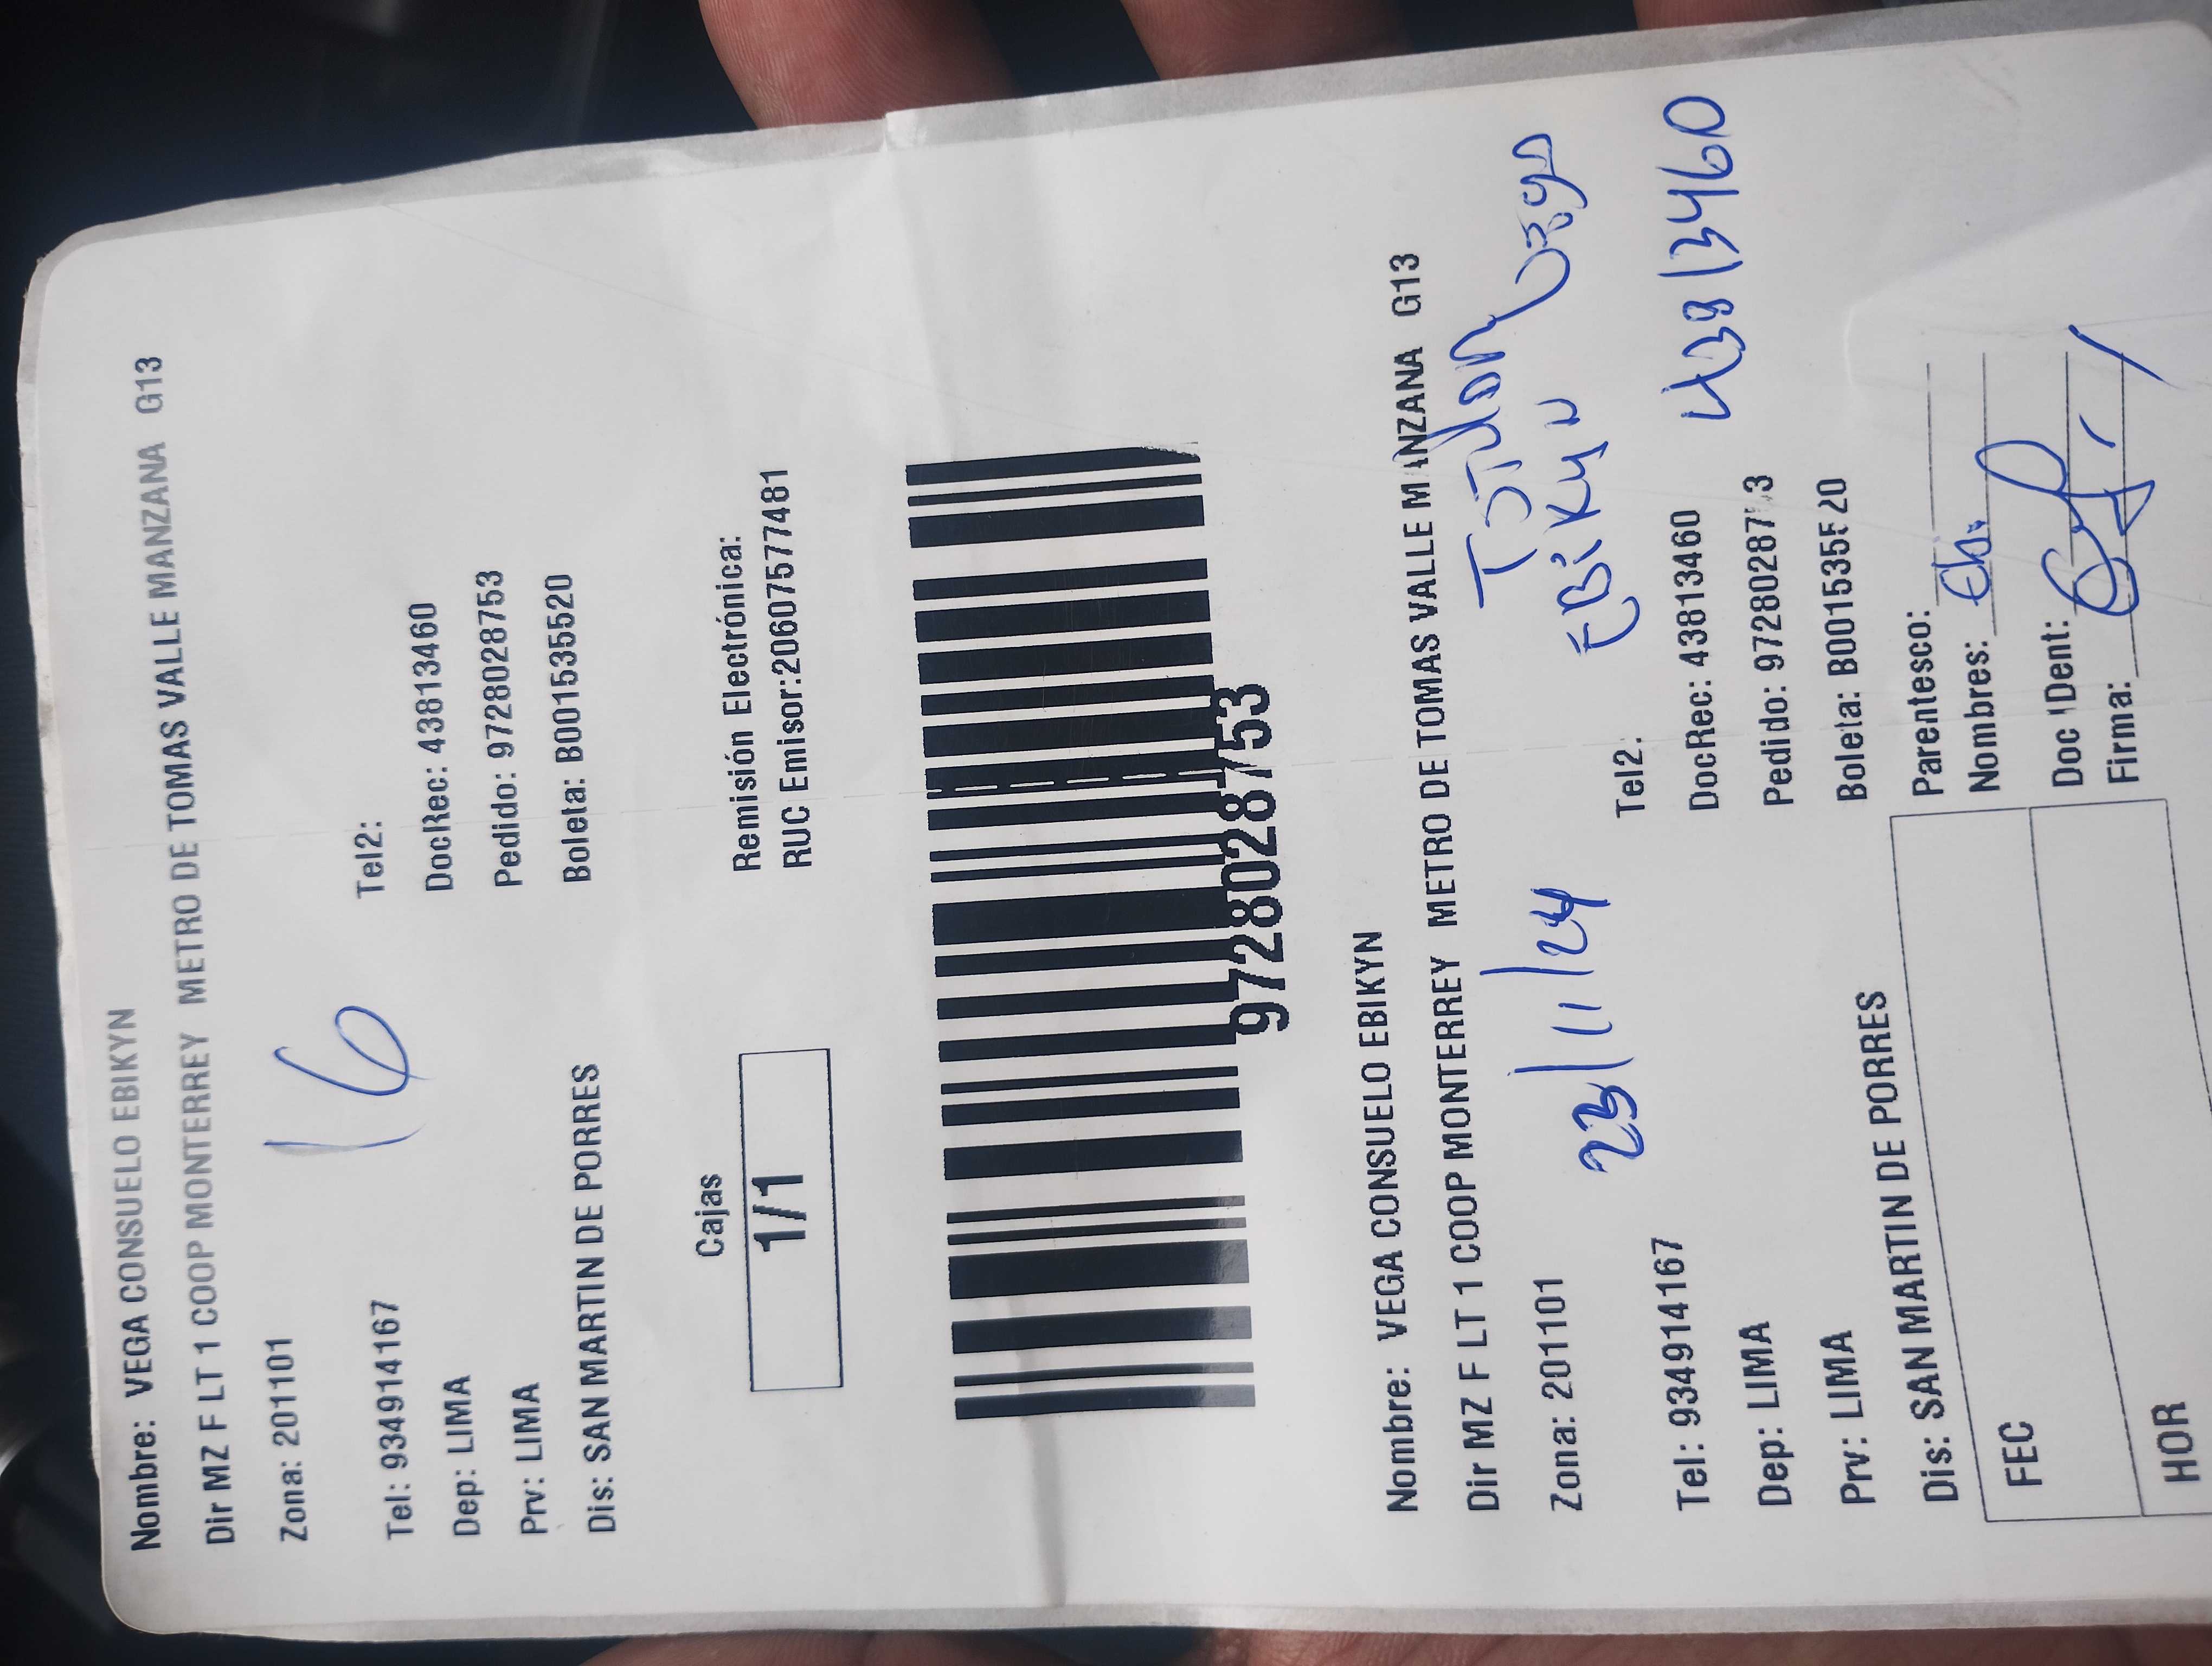 Nombre: VEGA CONSUELO EBIKYN
Dir MZ F LT 1 COOP MONTERREY METRO DE TOMAS VALLE MANZANA G13
Zona: 201101
16
Tel: 934914167 Tel2:
Dep: LIMA DocRec: 43813460
Prv: LIMA Pedido: 9728028753
Dis: SAN MARTIN DE PORRES Boleta: B001535520
Cajas
1/1
Remisión Electrónica:
RUC Emisor:20607577481
9728028753
Nombre: VEGA CONSUELO EBIKYN
Dir MZ F LT 1 COOP MONTERREY METRO DE TOMAS VALLE MANZANA G13
Zona: 201101
23/11/24
Ebikyn Vega
43813460
Tel: 934914167 Tel2:
Dep: LIMA DocRec: 43813460
Prv: LIMA Pedido: 97280287 3
Dis: SAN MARTIN DE PORRES Boleta: B001535520
FEC
HOR
Parentesco:
Nombres:
Doc IDent:
Firma: